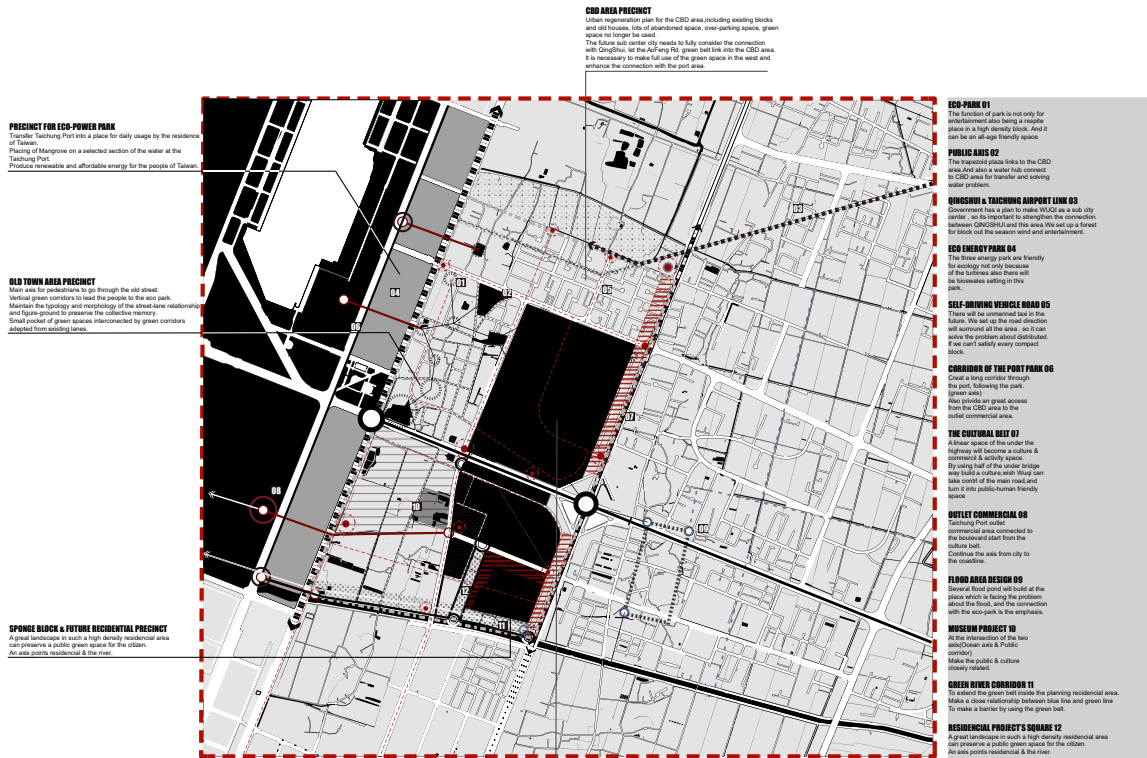 CBD AREA PRECINCT
Urban regeneration plan for the CBD area,including existing blocks
and old houses, lots of abandoned space, over-parking space, green
space no longer be used.
The future sub center city needs to fully consider the connection
with QingShui, let the AoFeng Rd. green belt link into the CBD area.
It is necessary to make full use of the green space in the west and
enhance the connection with the port area.
PRECINCT FOR ECO-POWER PARK
Transfer Taichung Port into a place for daily usage by the residence
of Taiwan.
Placing of Mangrove on a selected section of the water at the
Taichung Port.
Produce renewable and affordable energy for the people of Taiwan.
OLD TOWN AREA PRECINCT
Main axis for pedestrians to go through the old street.
Vertical green corridors to lead the people to the eco park.
Maintain the typology and morphology of the street-lane relationship
and figure-ground to preserve the collective memory.
Small pocket of green spaces interconected by green corridors
adepted from existing lanes.
SPONGE BLOCK & FUTURE RESIDENTIAL PRECINCT
A great landscape in such a high density residencial area
can preserve a public green space for the citizen.
An axis points residencial & the river.
03
01
02
05
04
06
07
08
10
09
12
11
ECO-PARK 01
The function of park is not only for
entertainment also being a respite
place in a high density block. And it
can be an all-age friendly space.
PUBLIC AXIS 02
The trapezoid plaza links to the CBD
area.And also a water hub connect
to CBD area for transfer and solving
water problem.
QINGSHUI & TAICHUNG AIRPORT LINK 03
Government has a plan to make WUQI as a sub city
center , so its important to strengthen the connection
between QINGSHUI and this area.We set up a forest
for block out the season wind and entertainment.
ECO ENERGY PARK 04
The three energy park are friendly
for ecology not only because
of the turbines also there will
be bioswales setting in this
park.
SELF-DRIVING VEHICLE ROAD 05
There will be unmanned taxi in the
future. We set up the road direction
will surround all the area , so it can
solve the problem about distributed.
If we can't satisfy every compact
block.
CORRIDOR OF THE PORT PARK 06
Creat a long corridor through
the port, following the park.
(green axis)
Also privide an great access
from the CBD area to the
outlet commercial area.
THE CULTURAL BELT 07
A linear space of the under the
highway will become a culture &
commercil & activity space.
By using half of the under bridge
way build a culture,wish Wuqi can
take contrl of the main road,and
turn it into public-human friendly
space
OUTLET COMMERCIAL 08
Taichung Port outlet
commercial area connected to
the boulevard start from the
culture belt.
Continue the axis from city to
the coastline.
FLOOD AREA DESIGN 09
Several flood pond will build at the
place which is facing the problem
about the flood, and the connection
with the eco-park is the emphasis.
MUSEUM PROJECT 10
At the intersection of the two
axis(Ocean axis & Public
corridor)
Make the public & culture
closely related.
GREEN RIVER CORRIDOR 11
To extend the green belt inside the planning residencial area.
Make a close relationship between blue line and green line
To make a barrier by using the green belt.
RESIDENCIAL PROJECT'S SQUARE 12
A great landscape in such a high density residencial area
can preserve a public green space for the citizen.
An axis points residencial & the river.